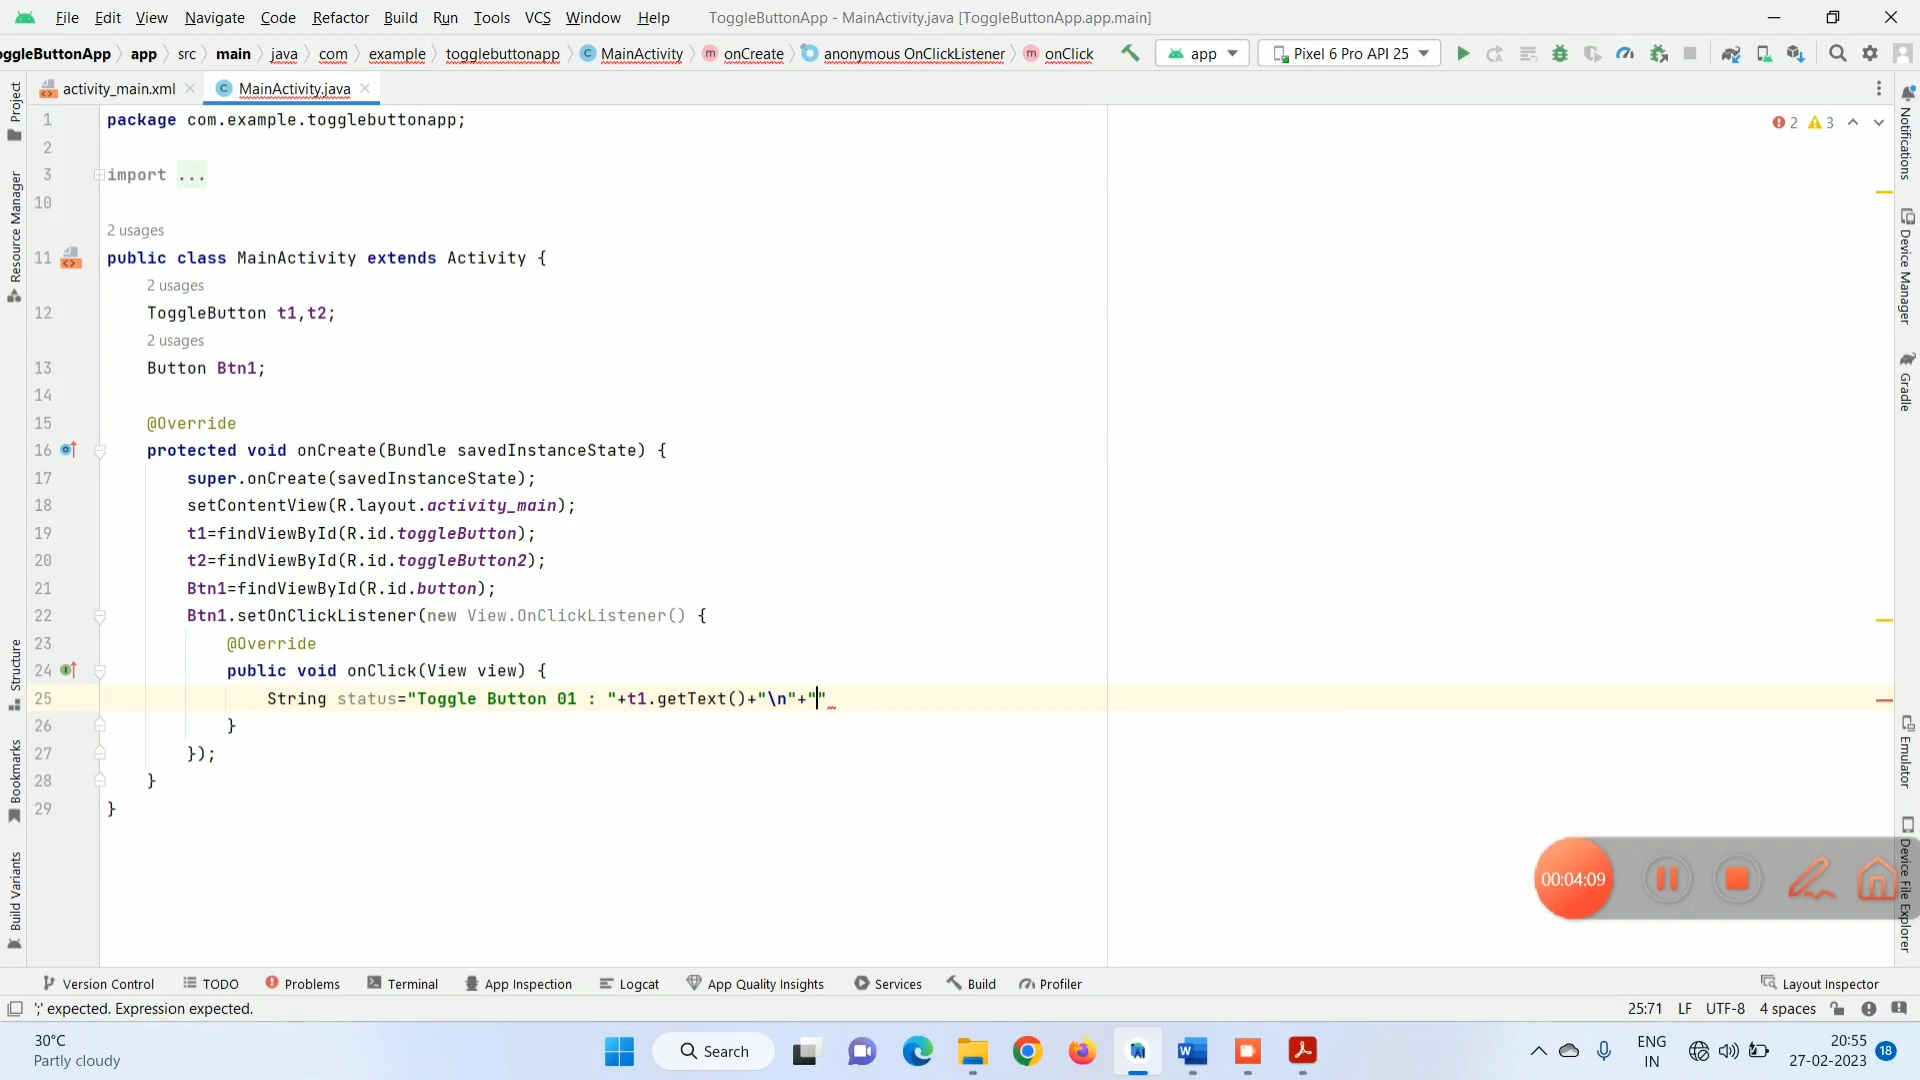 File Edit View Navigate Code Refactor Build Run Tools VCS Window Help ToggleButtonApp - MainActivity.java [ToggleButtonApp.app.main]
oggleButtonApp app src main java com example togglebuttonapp MainActivity onCreate anonymous OnClickListener onClick app Pixel 6 Pro API 25
activity_main.xml MainActivity.java
1 package com.example.togglebuttonapp;
2 3
2
3 import ...
10
2 usages
11 public class MainActivity extends Activity {
2 usages
12 ToggleButton t1,t2;
2 usages
13 Button Btn1;
14
15 @Override
16 protected void onCreate(Bundle savedInstanceState) {
17 super.onCreate(savedInstanceState);
18 setContentView(R.layout.activity_main);
19 t1=findViewById(R.id.toggleButton);
20 t2=findViewById(R.id.toggleButton2);
21 Btn1=findViewById(R.id.button);
22 Btn1.setOnClickListener(new View.OnClickListener() {
23 @Override
24 public void onClick(View view) {
25 String status="Toggle Button 01 : "+t1.getText()+"\n"+""
26 }
27 });
28 }
29 }
Project
Resource Manager
Structure
Bookmarks
Build Variants
Notifications
Device Manager
Gradle
Emulator
Device File Explorer
00:04:09
Version Control TODO Problems Terminal App Inspection Logcat App Quality Insights Services Build Profiler Layout Inspector
';' expected. Expression expected. 25:71 LF UTF-8 4 spaces
30°C
Partly cloudy
Search
ENG
IN
20:55
27-02-2023
18